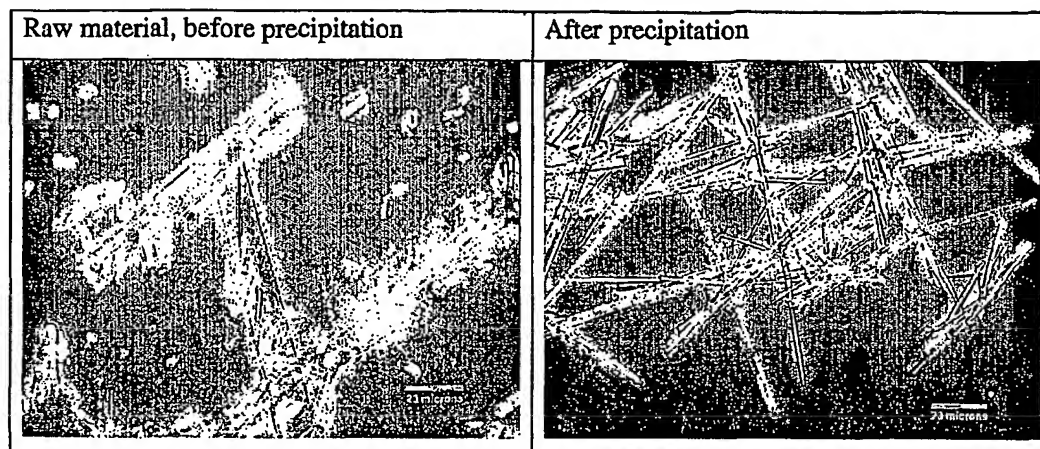 Raw material, before precipitation
After precipitation
23 microns
23 microns